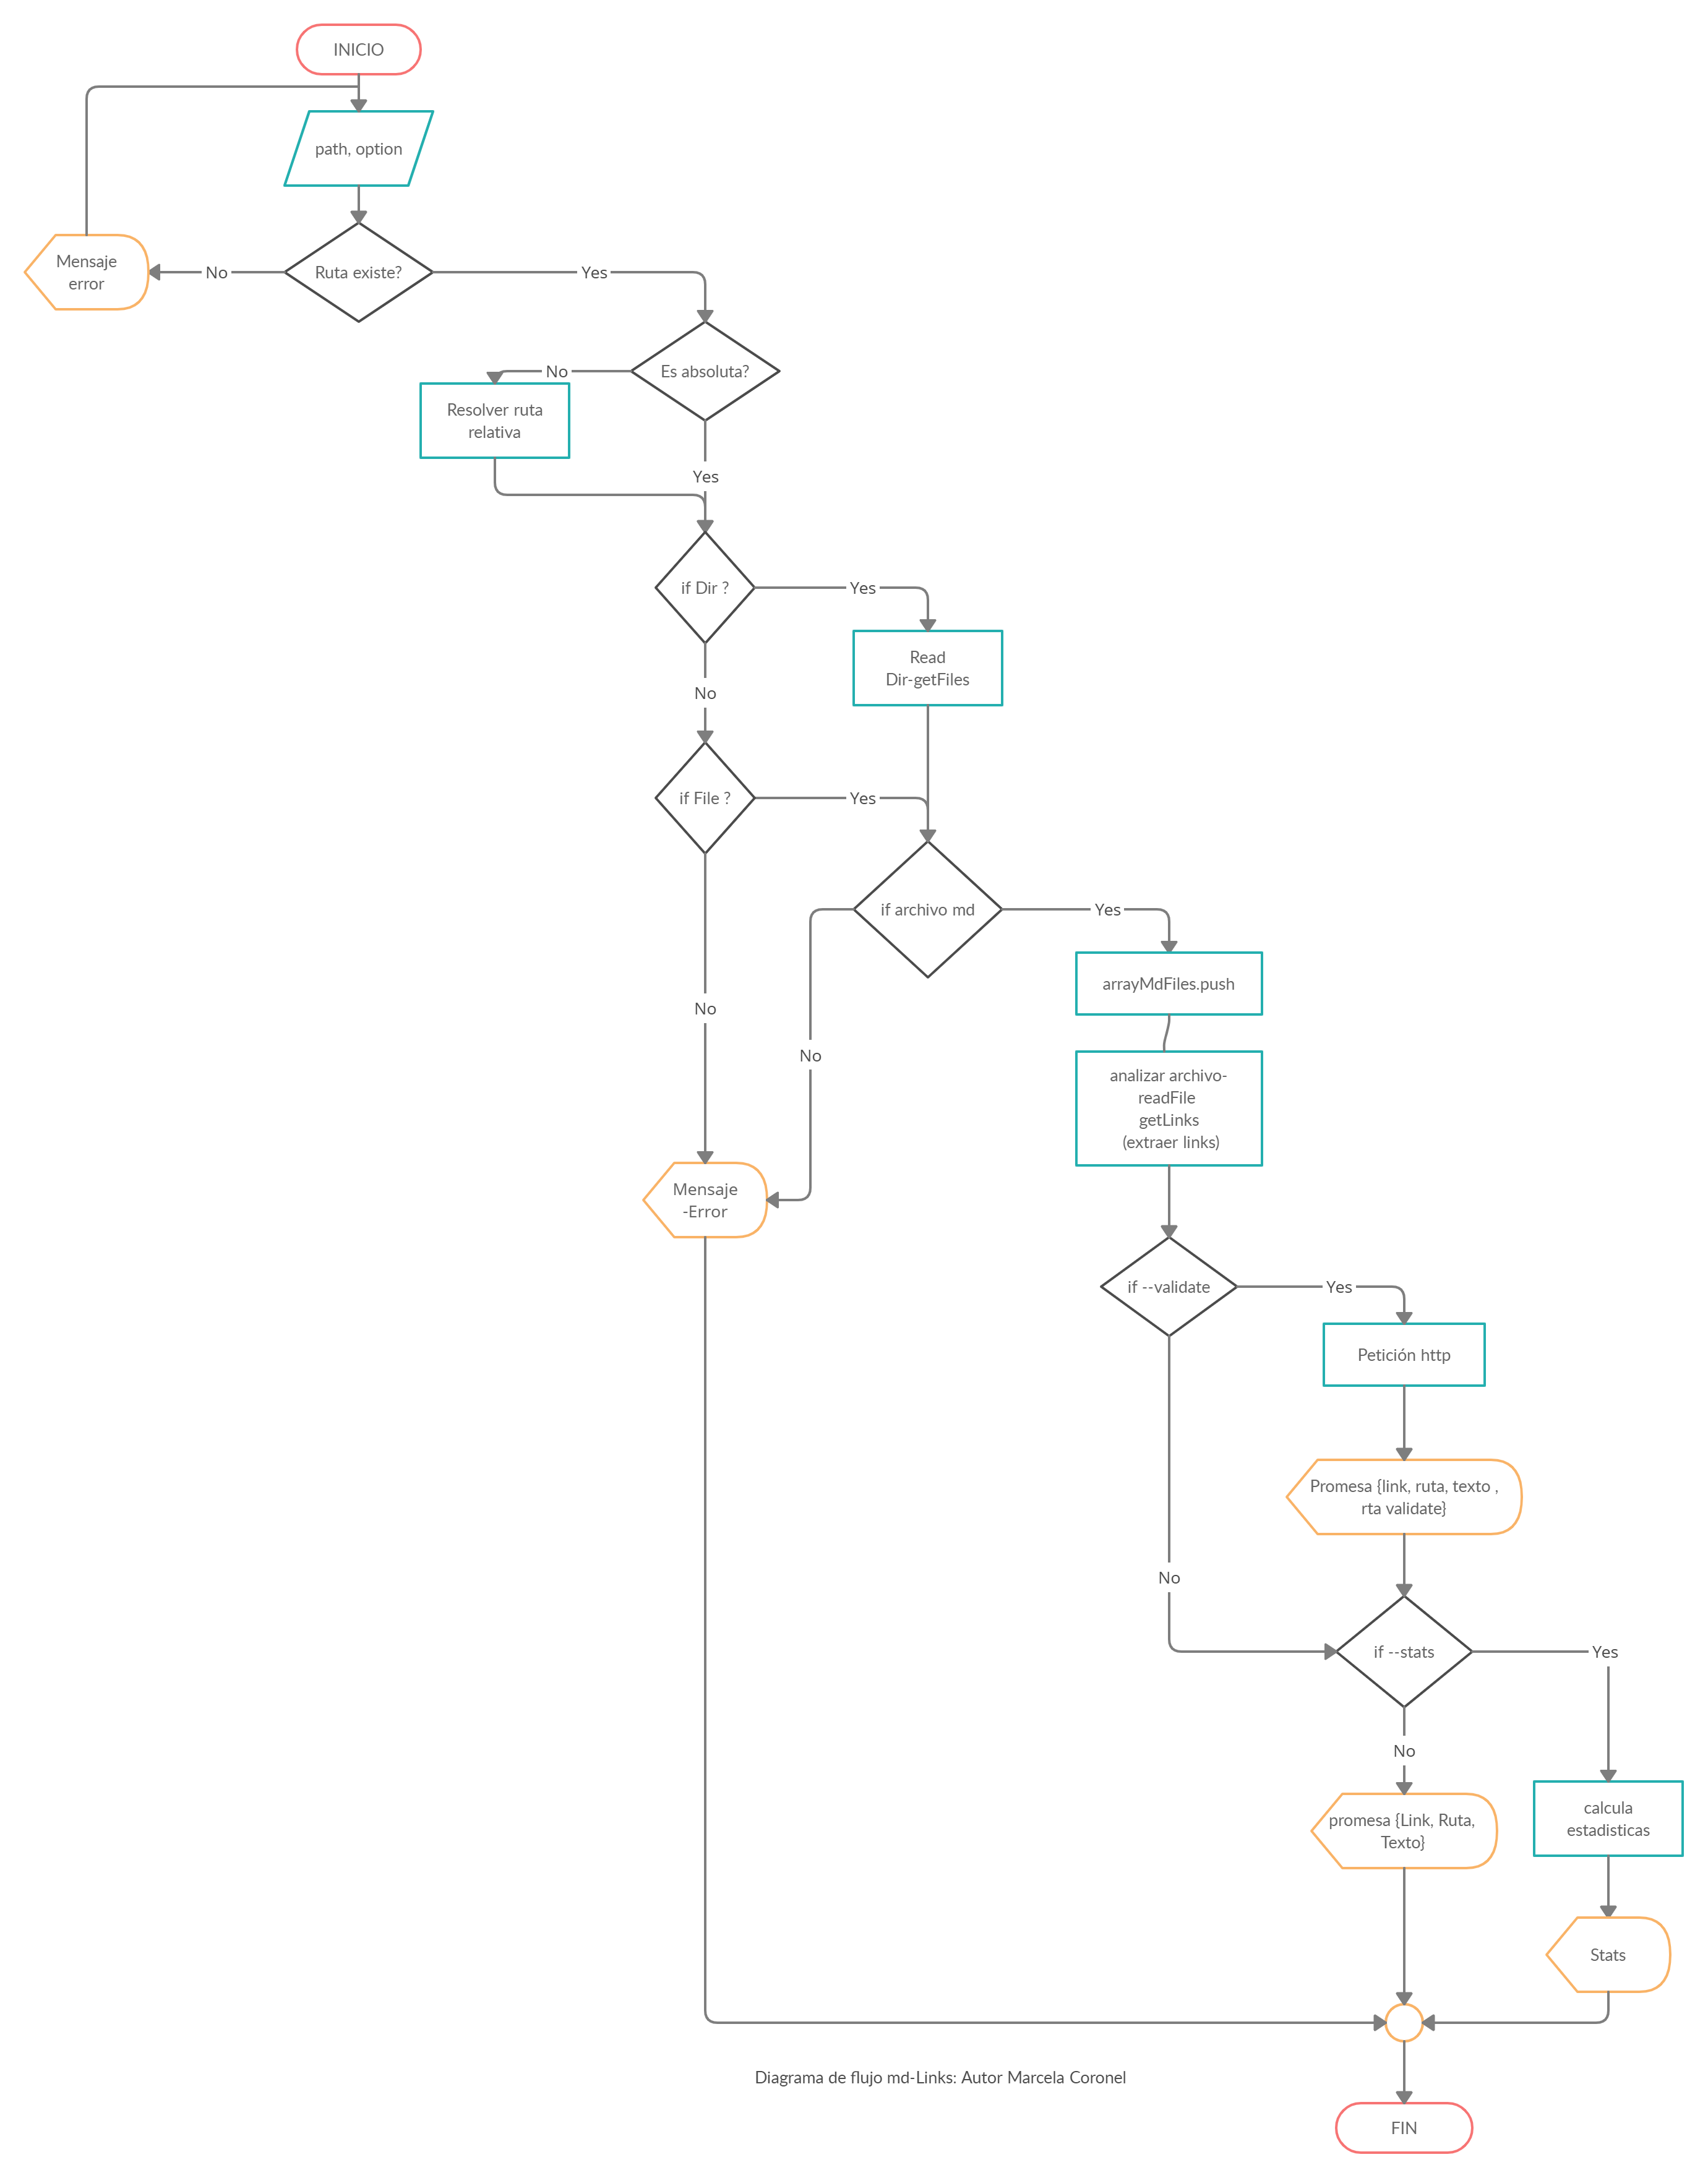 INICIO
path, option
Mensaje
error
No
Ruta existe?
Yes
No
Es absoluta?
Resolver ruta
relativa
Yes
if Dir ?
Yes
Read
Dir-getFiles
No
if File ?
Yes
if archivo md
Yes
arrayMdFiles.push
No
No
analizar archivo-
readFile
getLinks
(extraer links)
Mensaje
-Error
if --validate
Yes
Petición http
Promesa {link, ruta, texto ,
rta validate}
No
if --stats
Yes
No
promesa {Link, Ruta,
Texto}
calcula
estadisticas
Stats
Diagrama de flujo md-Links: Autor Marcela Coronel
FIN